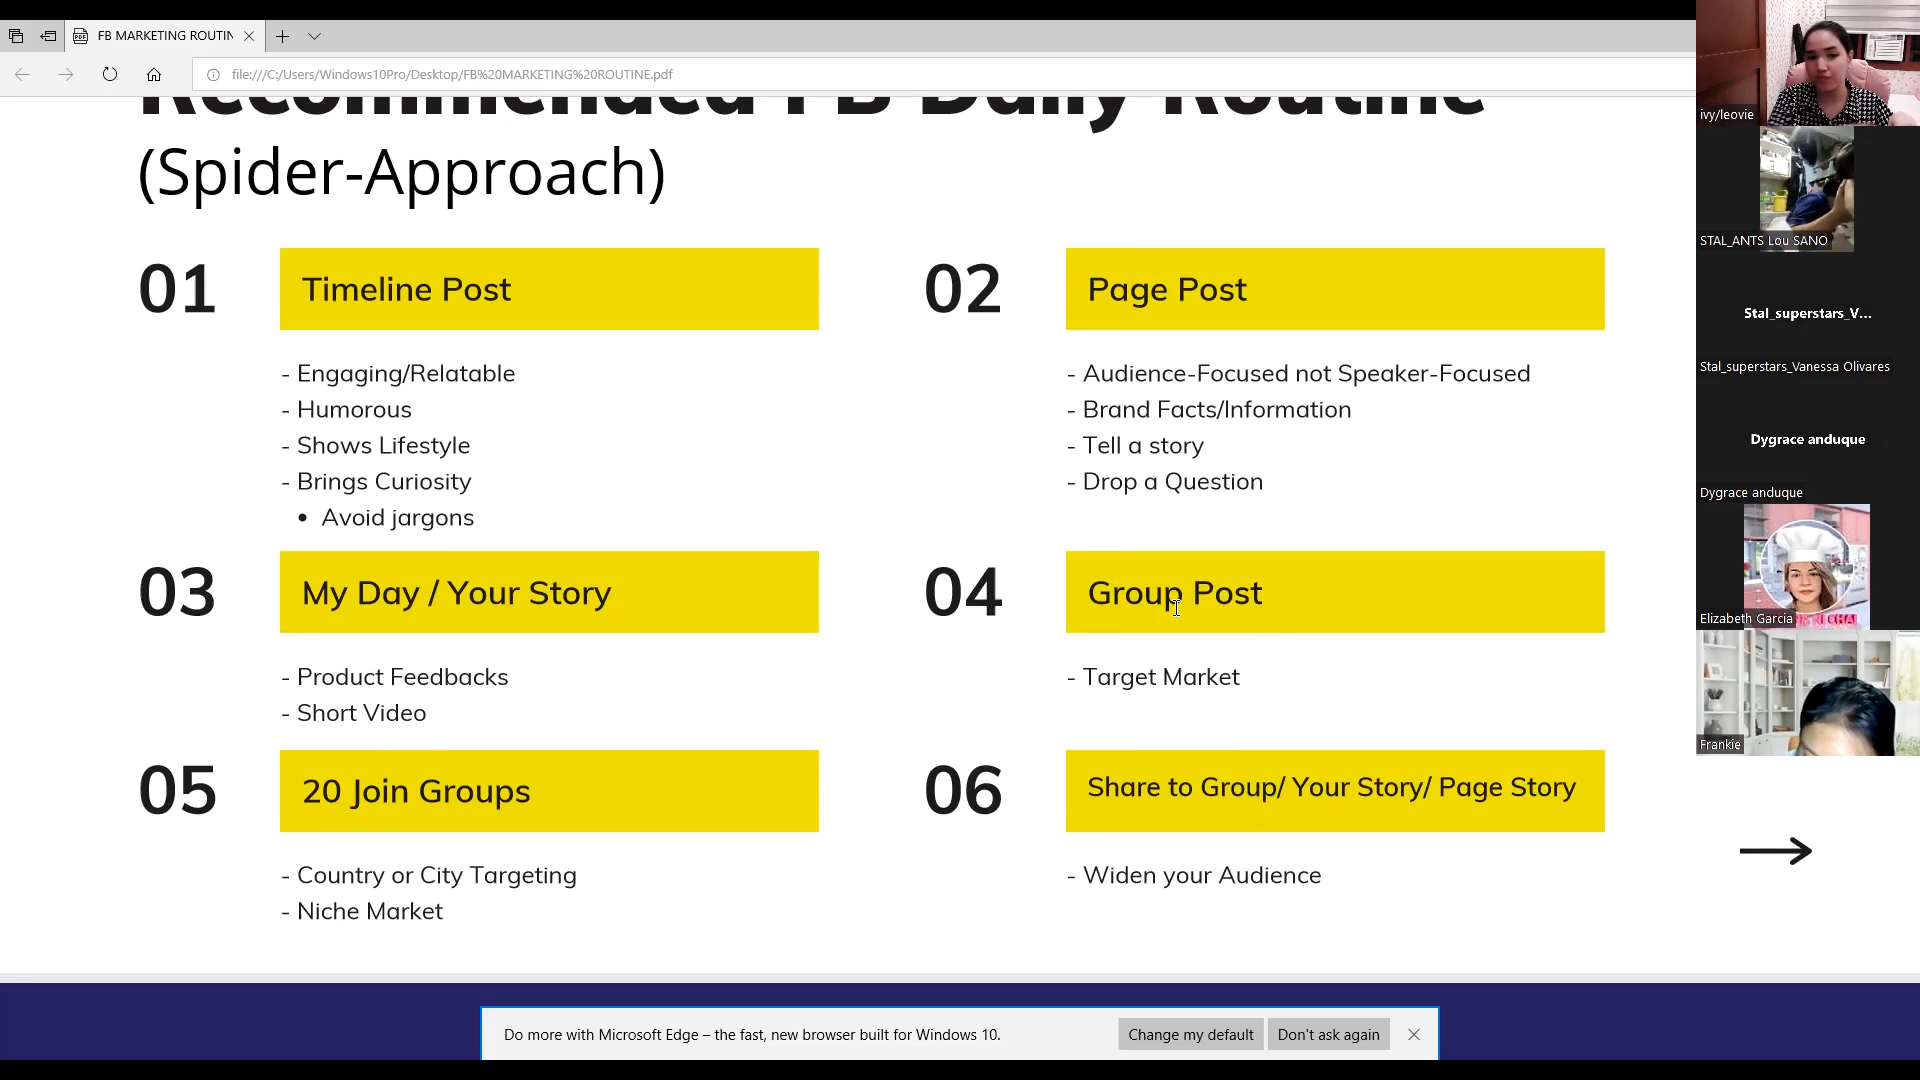 FB MARKETING ROUTIN
file:///C:/Users/Windows10Pro/Desktop/FB%20MARKETING%20ROUTINE.pdf
Recommended FB Daily Routine
(Spider-Approach)
01
Timeline Post
- Engaging/Relatable
- Humorous
- Shows Lifestyle
- Brings Curiosity
• Avoid jargons
02
Page Post
- Audience-Focused not Speaker-Focused
- Brand Facts/Information
- Tell a story
- Drop a Question
03
My Day / Your Story
- Product Feedbacks
- Short Video
04
Group Post
- Target Market
05
20 Join Groups
- Country or City Targeting
- Niche Market
06
Share to Group/ Your Story/ Page Story
- Widen your Audience
Do more with Microsoft Edge – the fast, new browser built for Windows 10.
Change my default
Don't ask again
ivy/leovie
STAL_ANTS Lou SANO
Stal_superstars_V...
Stal_superstars_Vanessa Olivares
Dygrace anduque
Dygrace anduque
Elizabeth Garcia
Frankie